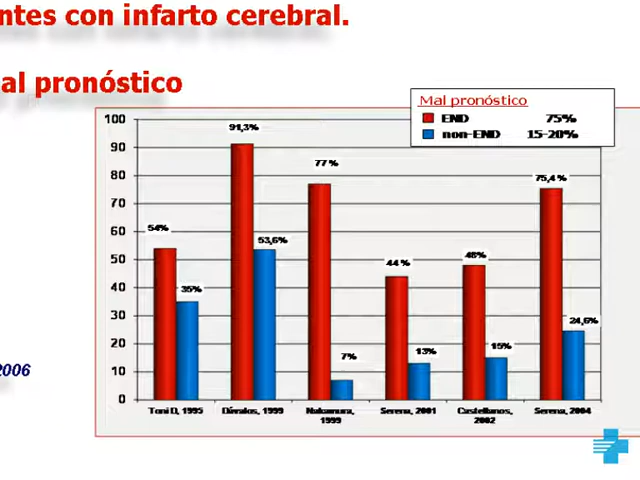 ntes con infarto cerebral.
al pronóstico
Mal pronóstico
END 75%
non-END 15-20%
100
90
80
70
60
50
40
30
20
10
0
54%
35%
91,3%
53,6%
77%
7%
44%
13%
48%
15%
75,4%
24,6%
Toni D, 1995
Dávalos, 1999
Nakamura, 1999
Serena, 2001
Castellanos, 2002
Serena, 2004
2006